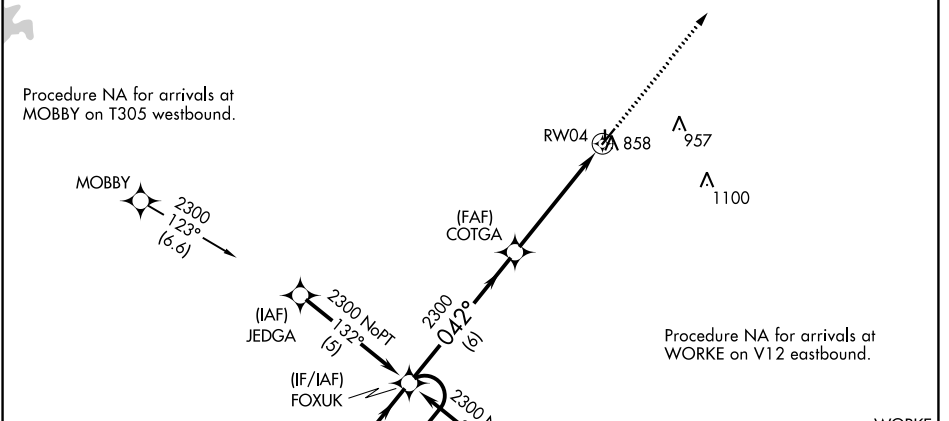 Procedure NA for arrivals at
MOBBY on T305 westbound.
RW04
858
957
MOBBY
1100
2300
123°
(6.6)
(FAF)
COTGA
(IAF)
JEDGA
2300 NoPT
132°
(5)
2300
042°
(6)
Procedure NA for arrivals at
WORKE on V12 eastbound.
(IF/IAF)
FOXUK
2300
WORKE